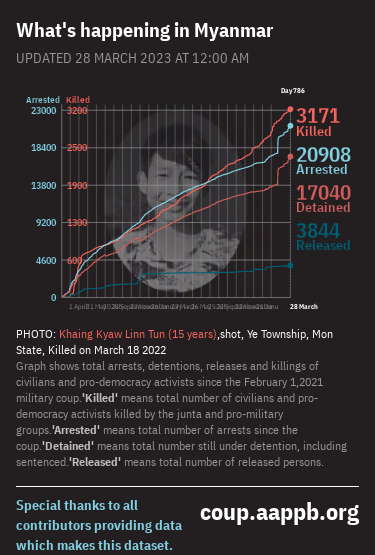 What's happening in Myanmar
UPDATED 28 MARCH 2023 AT 12:00 AM
Day786
Arrested Killed
23000 3200
18400 2500
13800 1900
9200 1300
4600 600
0
3171
Killed
20908
Arrested
17040
Detained
3844
Released
1 April
28 March
PHOTO: Khaing Kyaw Linn Tun (15 years),shot, Ye Township, Mon
State, Killed on March 18 2022
Graph shows total arrests, detentions, releases and killings of
civilians and pro-democracy activists since the February 1,2021
military coup.'Killed' means total number of civilians and pro-
democracy activists killed by the junta and pro-military
groups.'Arrested' means total number of arrests since the
coup.'Detained' means total number still under detention, including
sentenced.'Released' means total number of released persons.
Special thanks to all
contributors providing data
which makes this dataset.
coup.aappb.org